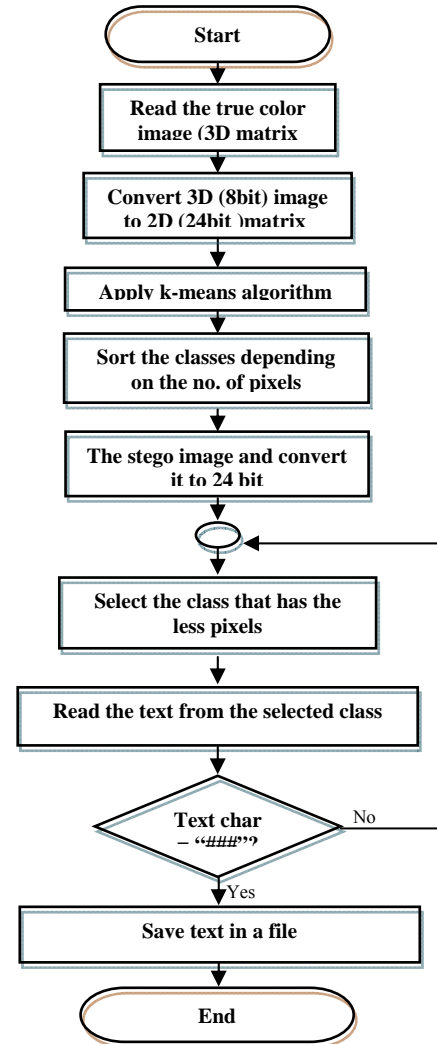 Start
Read the true color
image (3D matrix
Convert 3D (8bit) image
to 2D (24bit )matrix
Apply k-means algorithm
Sort the classes depending
on the no. of pixels
The stego image and convert
it to 24 bit
Select the class that has the
less pixels
Read the text from the selected class
Text char
= “###”?
No
Yes
Save text in a file
End